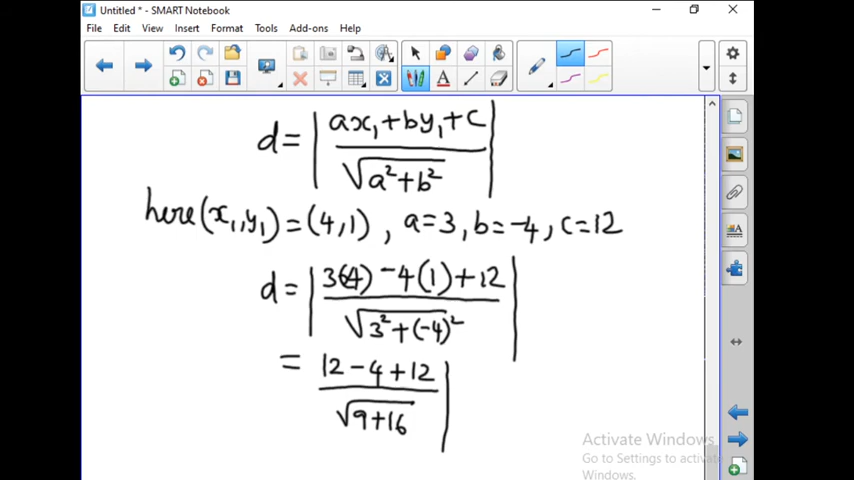 Untitled * - SMART Notebook
File Edit View Insert Format Tools Add-ons Help
d = | ax₁ + by₁ + c / √a² + b² |
here (x₁, y₁) = (4, 1) , a = 3, b = -4, c = 12
d = | 3(4) - 4(1) + 12 / √3² + (-4)² |
= 12 - 4 + 12 / √9 + 16 |
Activate Windows
Go to Settings to activate
Windows.